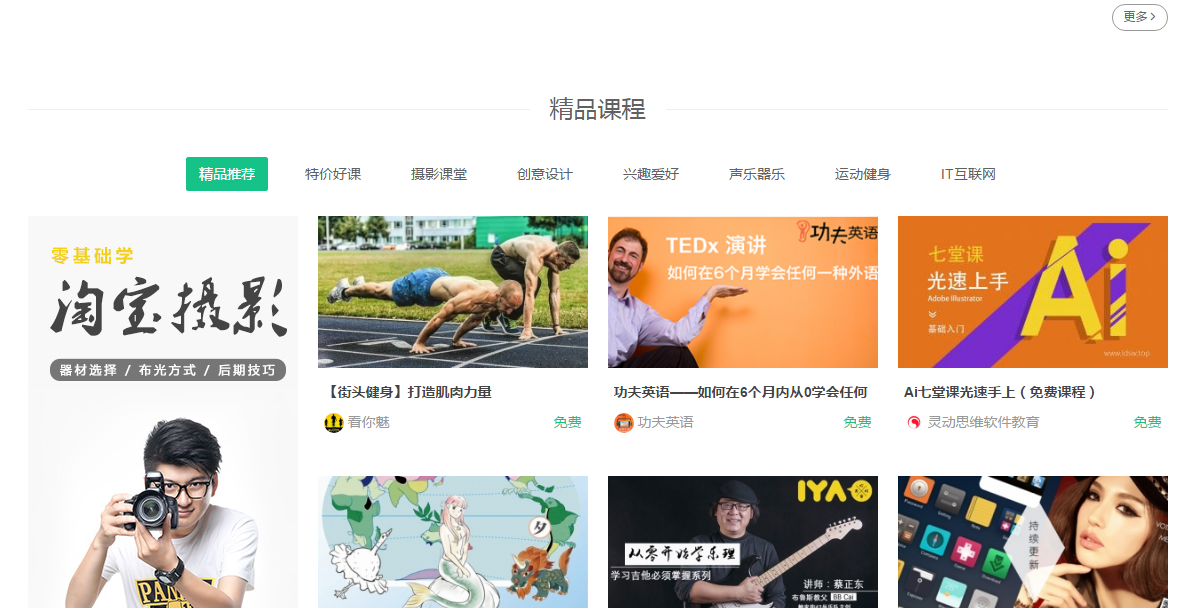 更多
精品课程
精品推荐
特价好课
摄影课堂
创意设计
兴趣爱好
声乐器乐
运动健身
IT互联网
零基础学
淘宝摄影
器材选择 / 布光方式 / 后期技巧
【街头健身】打造肌肉力量
看你魅
免费
功夫英语
TEDx 演讲
如何在6个月学会任何一种外语
功夫英语——如何在6个月内从0学会任何
功夫英语
免费
七堂课
光速上手
Adobe Illustrator
基础入门
Ai
Ai七堂课光速手上（免费课程）
灵动思维软件教育
免费
夕
IYA
从零开始学乐理
学习吉他必须掌握系列
讲师：蔡正东
布鲁斯教父 BB Cai
持续更新